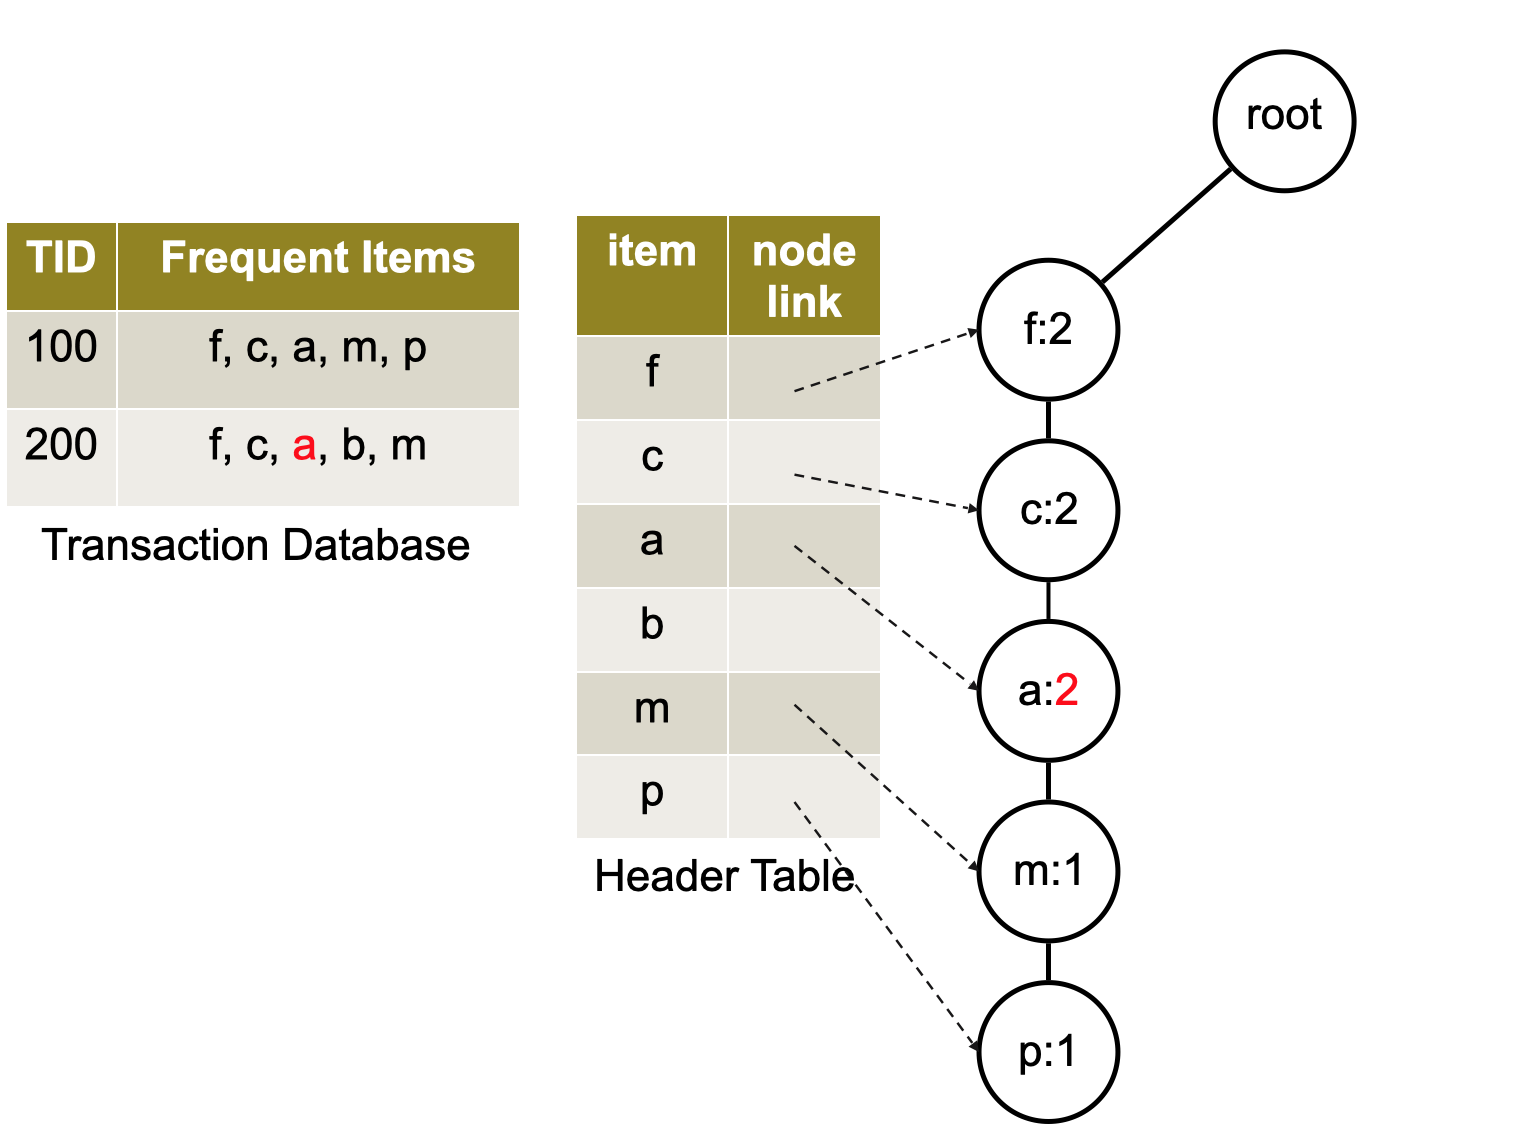 TID Frequent Items
100 f, c, a, m, p
200 f, c, a, b, m
Transaction Database
item node link
f
c
a
b
m
p
Header Table
root
f:2
c:2
a:2
m:1
p:1